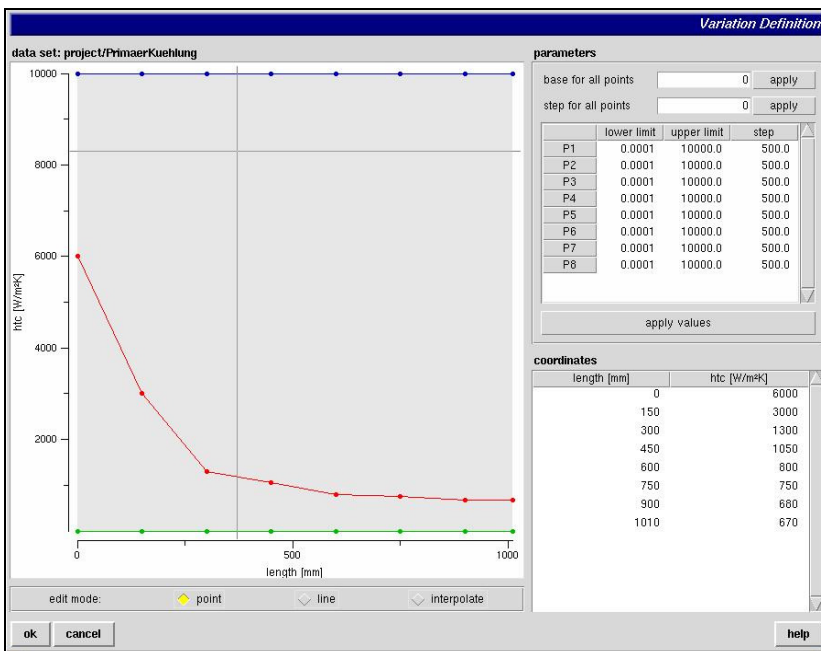 Variation Definition
data set: project/PrimaerKuehlung
10000
8000
6000
4000
2000
htc [W/m²K]
0
500
1000
length [mm]
edit mode:
point
line
interpolate
parameters
base for all points 0 apply
step for all points 0 apply
lower limit upper limit step
P1 0.0001 10000.0 500.0
P2 0.0001 10000.0 500.0
P3 0.0001 10000.0 500.0
P4 0.0001 10000.0 500.0
P5 0.0001 10000.0 500.0
P6 0.0001 10000.0 500.0
P7 0.0001 10000.0 500.0
P8 0.0001 10000.0 500.0
apply values
coordinates
length [mm] htc [W/m²K]
0 6000
150 3000
300 1300
450 1050
600 800
750 750
900 680
1010 670
ok
cancel
help